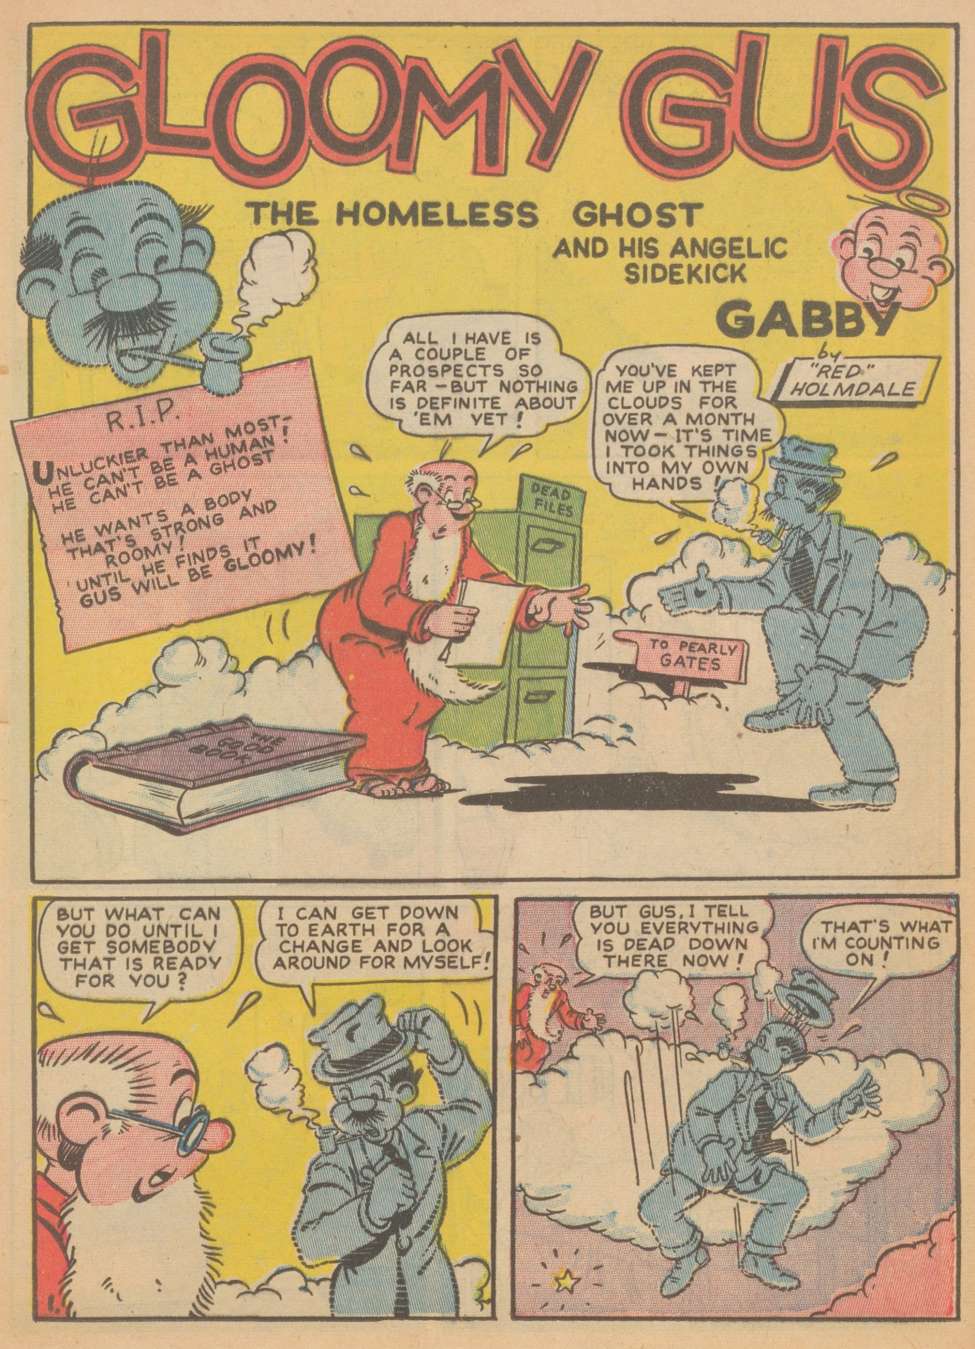 GLOOMY GUS
THE HOMELESS GHOST
AND HIS ANGELIC
SIDEKICK
GABBY
by
"RED"
HOLMDALE
R.I.P.
UNLUCKIER THAN MOST-
HE CAN'T BE A HUMAN!
HE CAN'T BE A GHOST
HE WANTS A BODY
THAT'S STRONG AND
ROOMY!
'UNTIL HE FINDS IT
GUS WILL BE GLOOMY!
ALL I HAVE IS
A COUPLE OF
PROSPECTS SO
FAR - BUT NOTHING
IS DEFINITE ABOUT
'EM YET!
YOU'VE KEPT
ME UP IN THE
CLOUDS FOR
OVER A MONTH
NOW - IT'S TIME
I TOOK THINGS
INTO MY OWN
HANDS!
DEAD
FILES
TO PEARLY
GATES
THE
GOOD
BOOK
BUT WHAT CAN
YOU DO UNTIL I
GET SOMEBODY
THAT IS READY
FOR YOU?
I CAN GET DOWN
TO EARTH FOR A
CHANGE AND LOOK
AROUND FOR MYSELF!
1.
BUT GUS, I TELL
YOU EVERYTHING
IS DEAD DOWN
THERE NOW!
THAT'S WHAT
I'M COUNTING
ON!